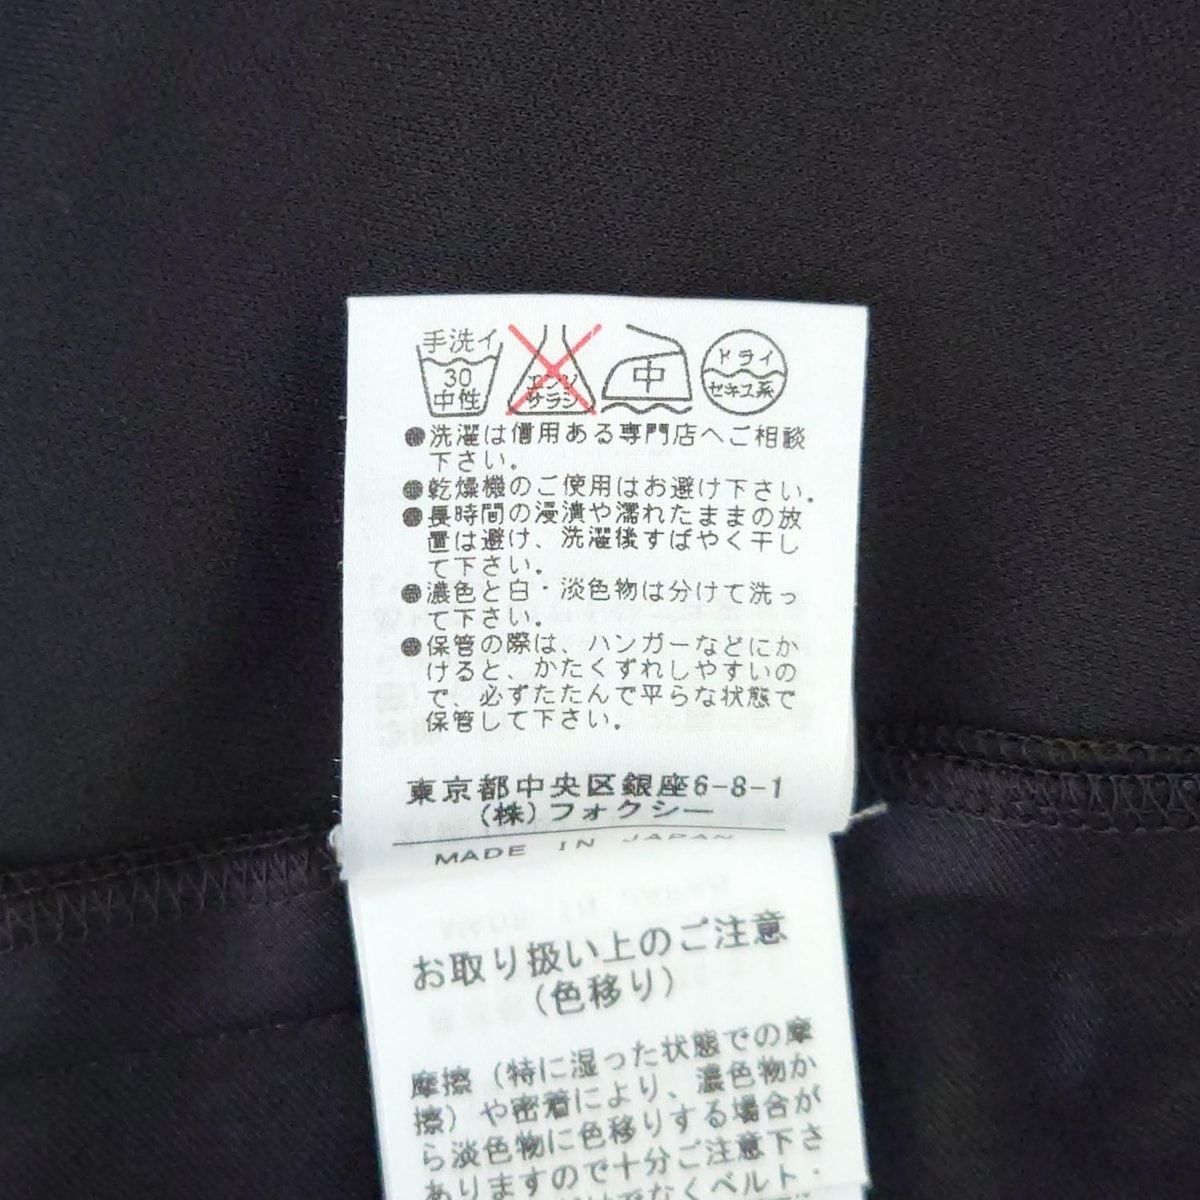 手洗イ
30
中性
エンソ
サラシ
中
ドライ
セキユ系
●洗濯は信用ある専門店へご相談
下さい。
●乾燥機のご使用はお避け下さい。
●長時間の浸漬や濡れたままの放
置は避け、洗濯後すばやく干し
て下さい。
●濃色と白・淡色物は分けて洗っ
て下さい。
●保管の際は、ハンガーなどにか
けると、かたくずれしやすいの
で、必ずたたんで平らな状態で
保管して下さい。
東京都中央区銀座6-8-1
(株)フォクシー
MADE IN JAPAN
お取り扱い上のご注意
(色移り)
摩擦(特に湿った状態での摩
擦)や密着により、濃色物か
ら淡色物に色移りする場合が
ありますので十分ご注意下さ
でなくベルト・